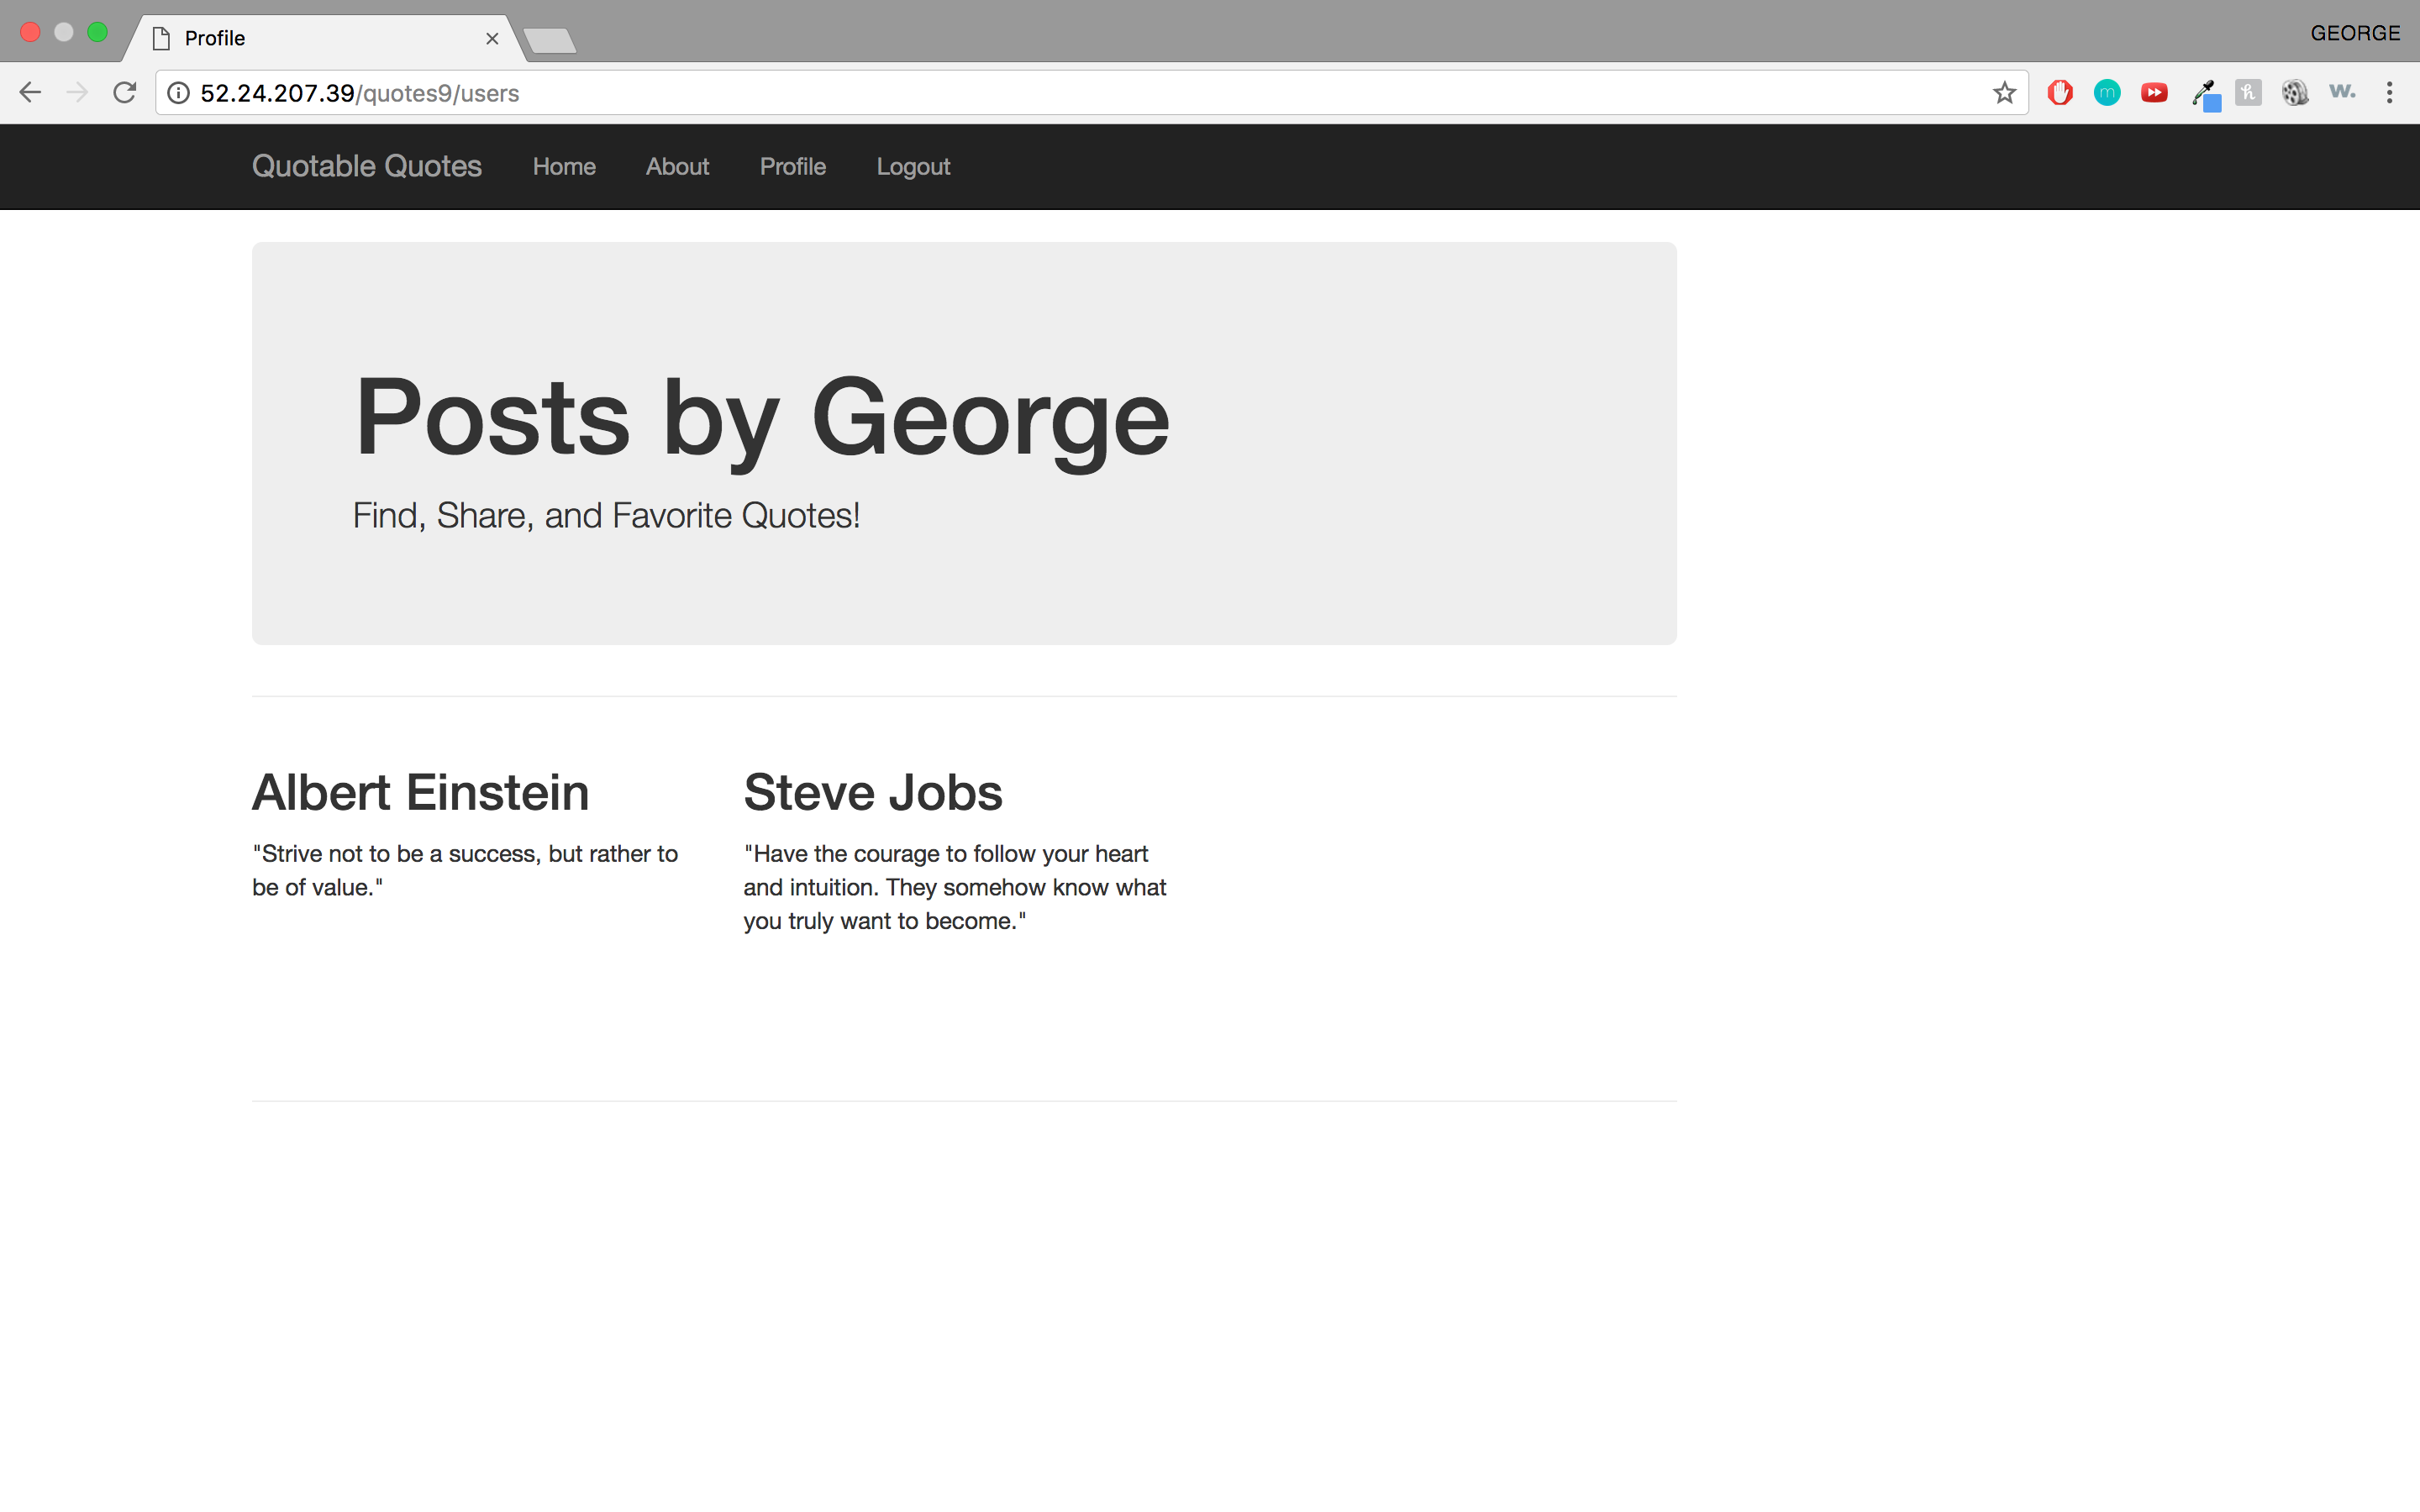 Profile
GEORGE
52.24.207.39/quotes9/users
Quotable Quotes Home About Profile Logout
Posts by George
Find, Share, and Favorite Quotes!
Albert Einstein
"Strive not to be a success, but rather to
be of value."
Steve Jobs
"Have the courage to follow your heart
and intuition. They somehow know what
you truly want to become."